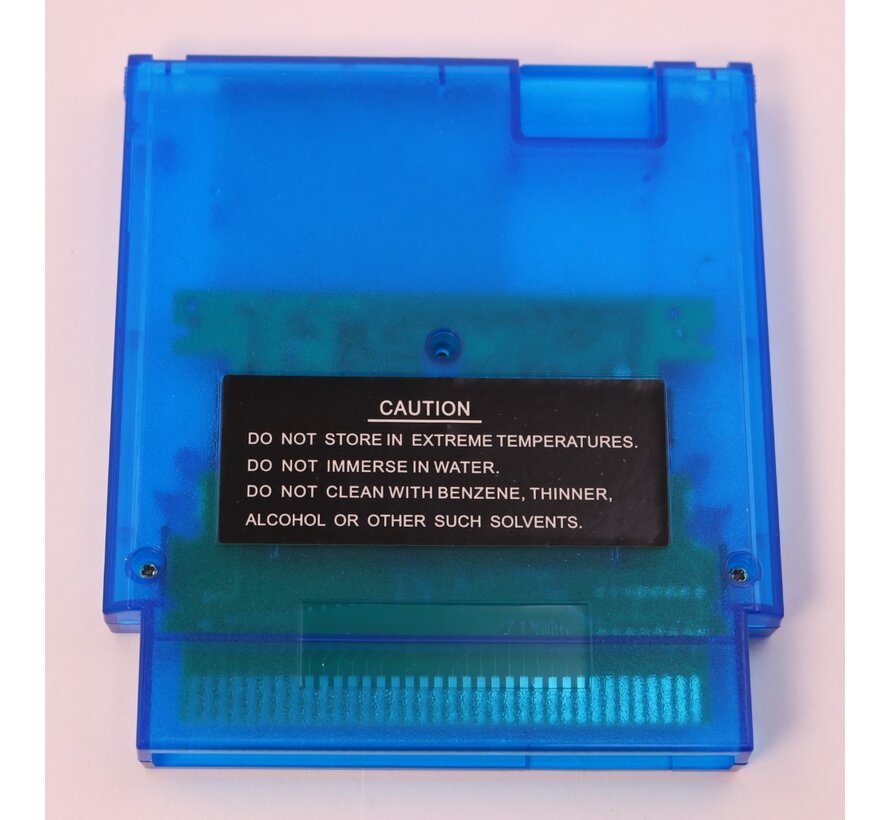 CAUTION
DO NOT STORE IN EXTREME TEMPERATURES.
DO NOT IMMERSE IN WATER.
DO NOT CLEAN WITH BENZENE, THINNER,
ALCOHOL OR OTHER SUCH SOLVENTS.